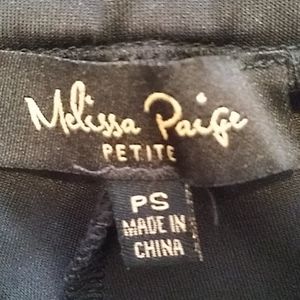 Melissa Paige
PETITE
PS
MADE IN
CHINA